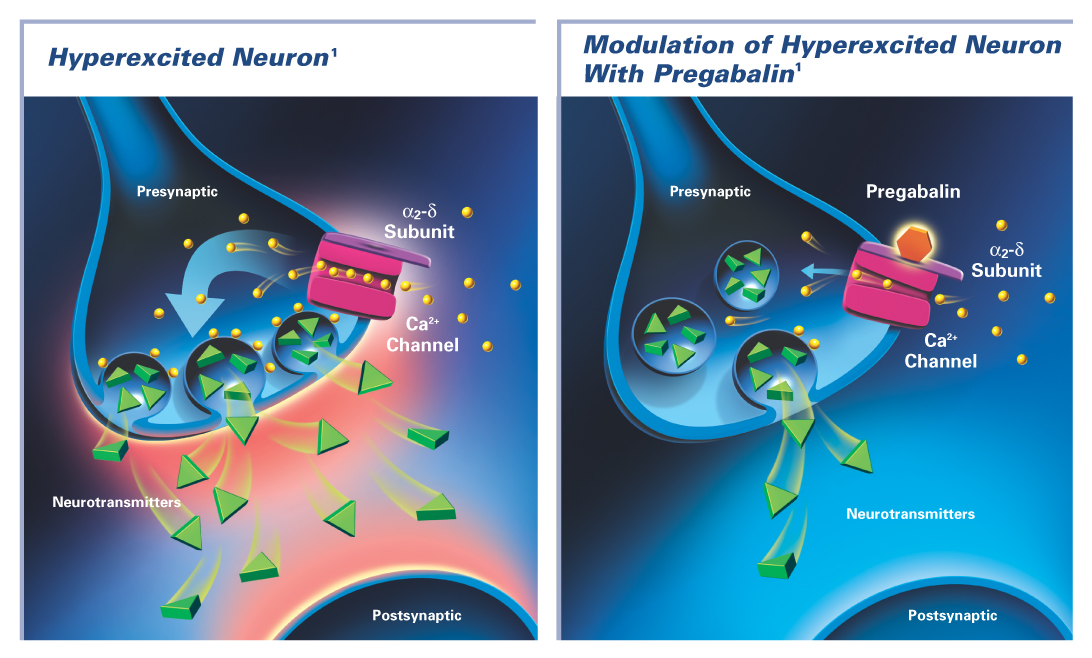 Hyperexcited Neuron¹
Presynaptic
α₂-δ
Subunit
Ca²⁺
Channel
Neurotransmitters
Postsynaptic
Modulation of Hyperexcited Neuron
With Pregabalin¹
Presynaptic
Pregabalin
α₂-δ
Subunit
Ca²⁺
Channel
Neurotransmitters
Postsynaptic